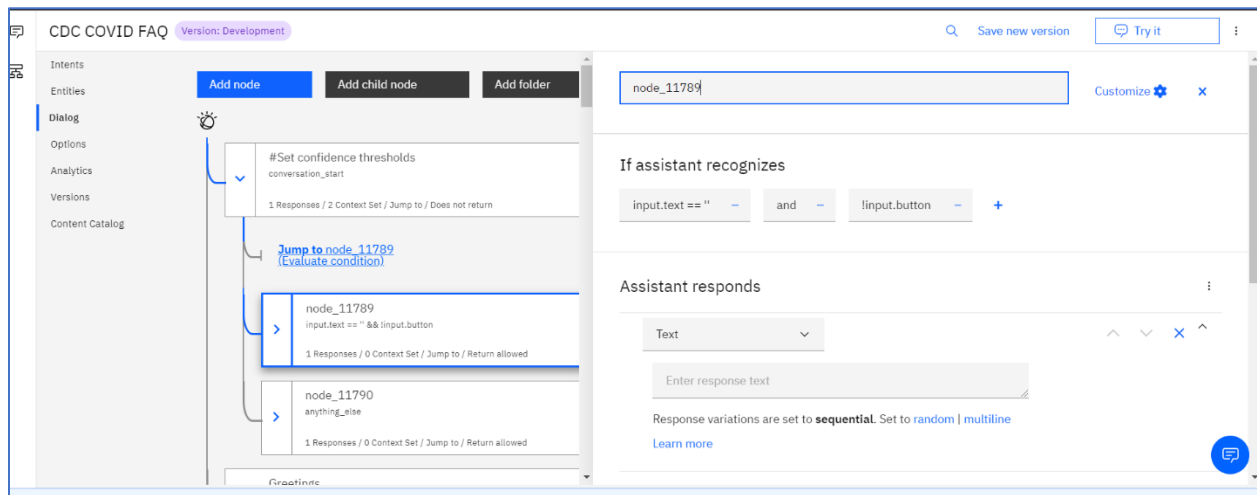 CDC COVID FAQ Version: Development
Save new version
Try it
Intents
Entities
Dialog
Options
Analytics
Versions
Content Catalog
Add node
Add child node
Add folder
#Set confidence thresholds
conversation_start
1 Responses / 2 Context Set / Jump to / Does not return
Jump to node_11789
(Evaluate condition)
node_11789
input.text == '' && !input.button
1 Responses / 0 Context Set / Jump to / Return allowed
node_11790
anything_else
1 Responses / 0 Context Set / Jump to / Return allowed
Greetings
node_11789
Customize
If assistant recognizes
input.text == ''
and
!input.button
Assistant responds
Text
Enter response text
Response variations are set to sequential. Set to random | multiline
Learn more